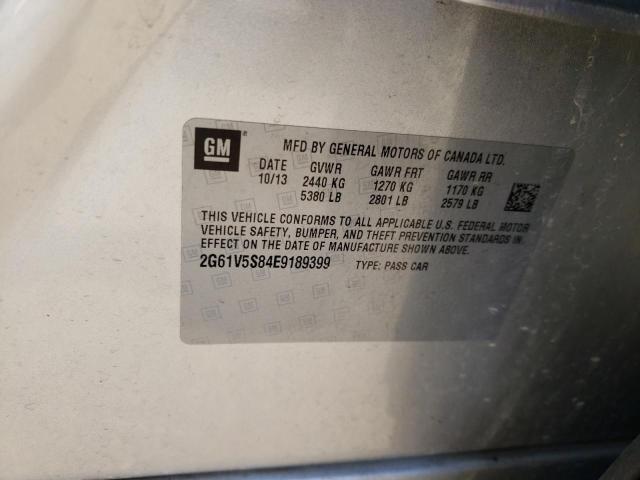 GM
MFD BY GENERAL MOTORS OF CANADA LTD.
DATE GVWR GAWR FRT GAWR RR
10/13 2440 KG 1270 KG 1170 KG
5380 LB 2801 LB 2579 LB
THIS VEHICLE CONFORMS TO ALL APPLICABLE U.S. FEDERAL MOTOR
VEHICLE SAFETY, BUMPER, AND THEFT PREVENTION STANDARDS IN
EFFECT ON THE DATE OF MANUFACTURE SHOWN ABOVE.
2G61V5S84E9189399 TYPE: PASS CAR